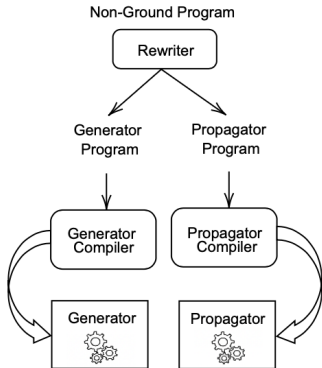 Non-Ground Program
Rewriter
Generator
Program
Propagator
Program
Generator
Compiler
Propagator
Compiler
Generator
Propagator